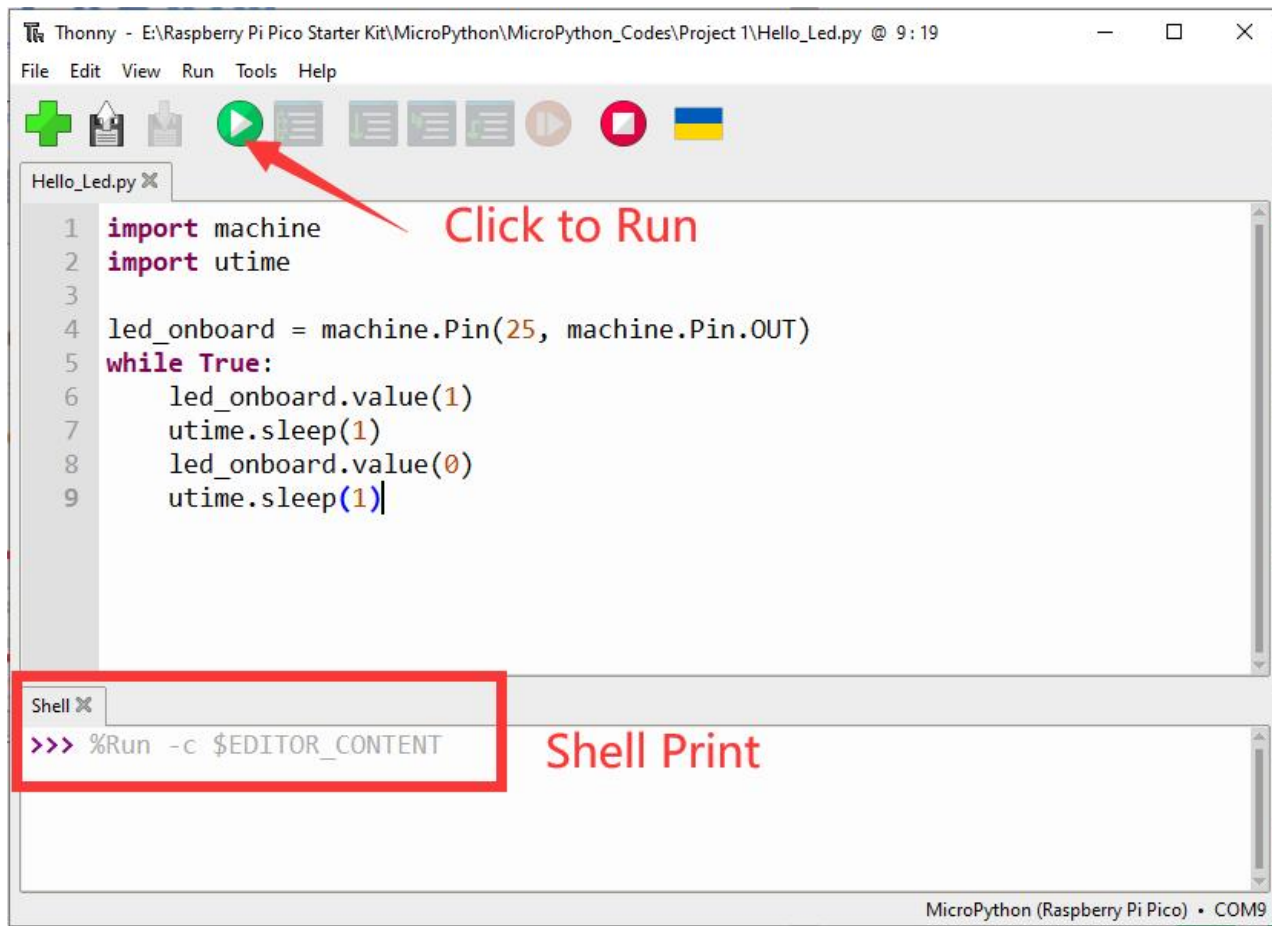 Thonny - E:\Raspberry Pi Pico Starter Kit\MicroPython\MicroPython_Codes\Project 1\Hello_Led.py @ 9:19
File Edit View Run Tools Help
Hello_Led.py
Click to Run
1 import machine
2 import utime
3
4 led_onboard = machine.Pin(25, machine.Pin.OUT)
5 while True:
6     led_onboard.value(1)
7     utime.sleep(1)
8     led_onboard.value(0)
9     utime.sleep(1)
Shell
>>> %Run -c $EDITOR_CONTENT
Shell Print
MicroPython (Raspberry Pi Pico) • COM9